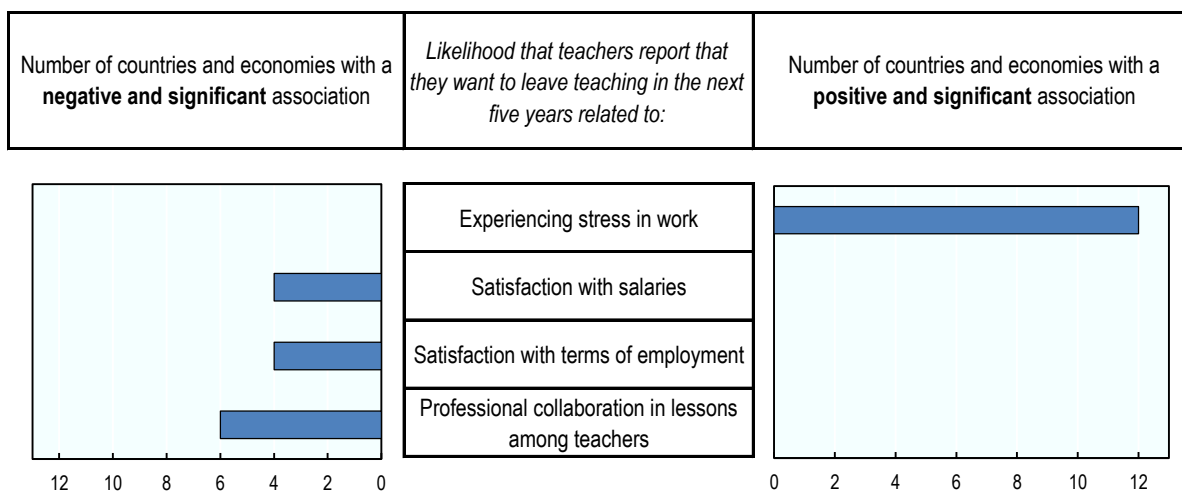 Number of countries and economies with a
negative and significant association
Likelihood that teachers report that
they want to leave teaching in the next
five years related to:
Number of countries and economies with a
positive and significant association
Experiencing stress in work
Satisfaction with salaries
Satisfaction with terms of employment
Professional collaboration in lessons
among teachers
12 10 8 6 4 2 0
0 2 4 6 8 10 12